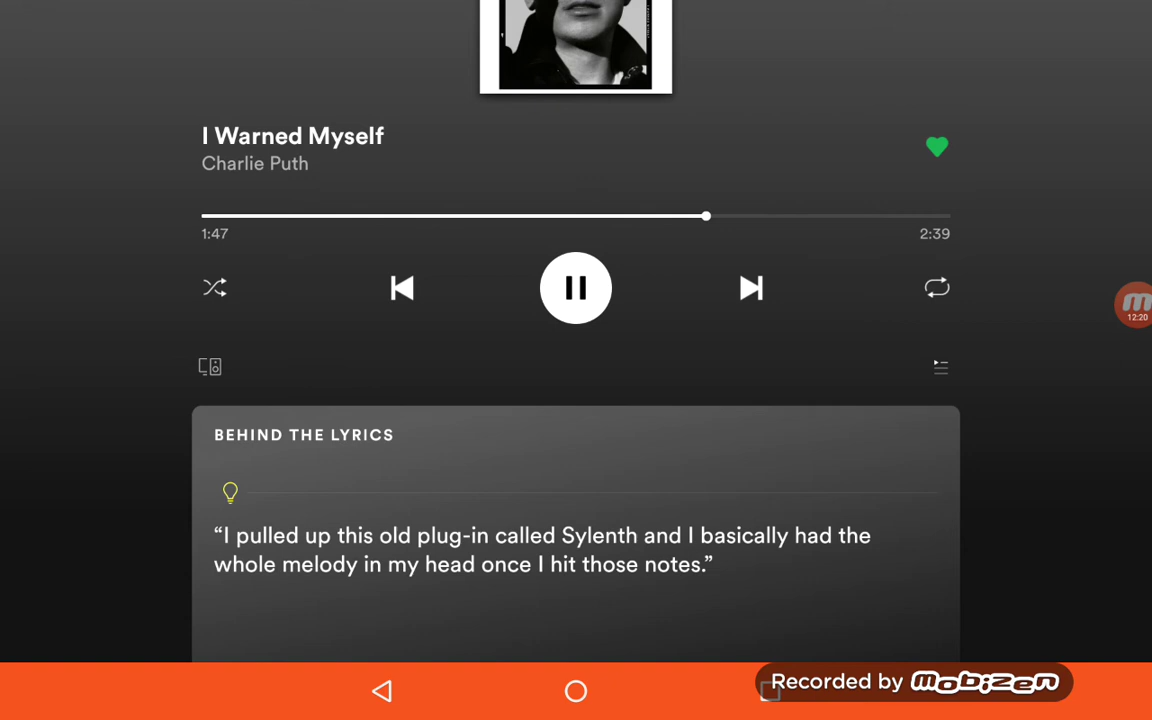 I Warned Myself
Charlie Puth
1:47
2:39
12:20
BEHIND THE LYRICS
“I pulled up this old plug-in called Sylenth and I basically had the
whole melody in my head once I hit those notes.”
Recorded by mobizen